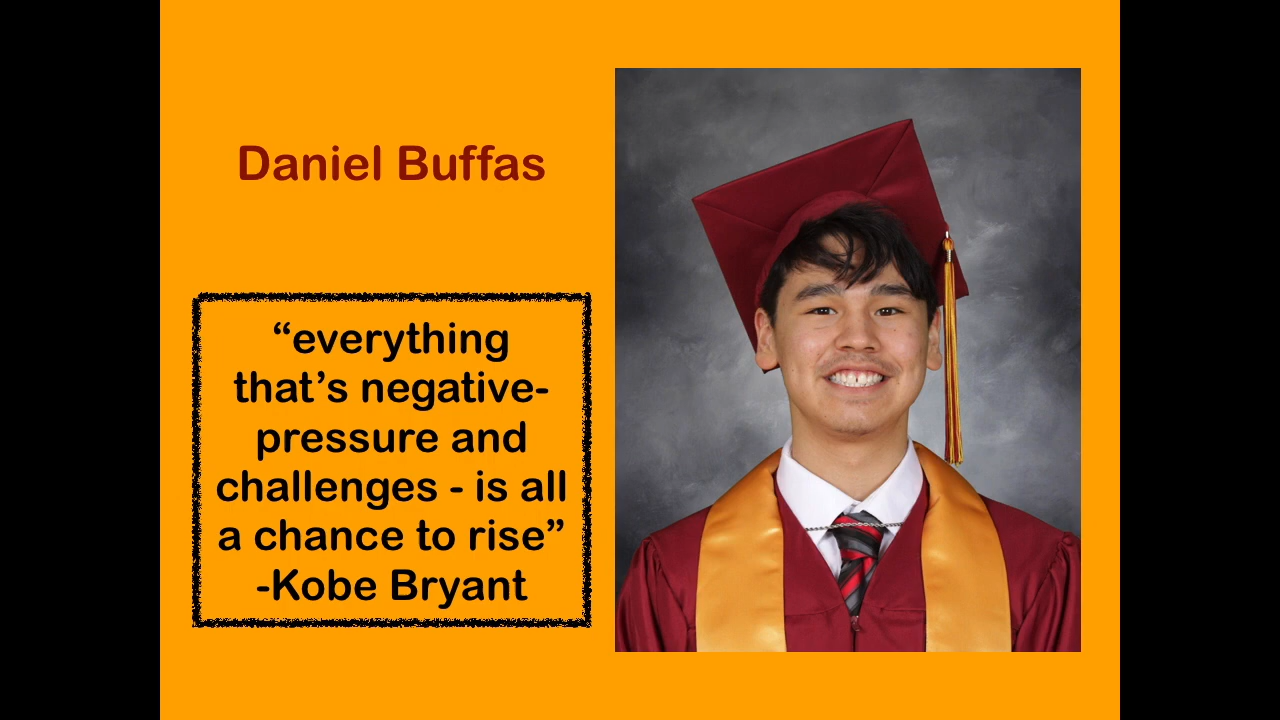 Daniel Buffas
“everything
that’s negative-
pressure and
challenges - is all
a chance to rise”
-Kobe Bryant